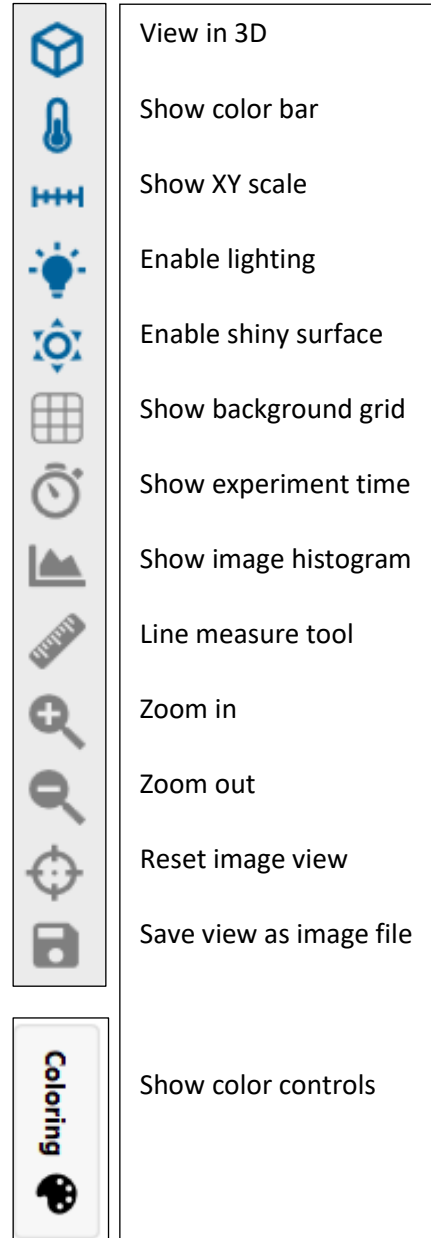 View in 3D
Show color bar
Show XY scale
Enable lighting
Enable shiny surface
Show background grid
Show experiment time
Show image histogram
Line measure tool
Zoom in
Zoom out
Reset image view
Save view as image file
Coloring
Show color controls